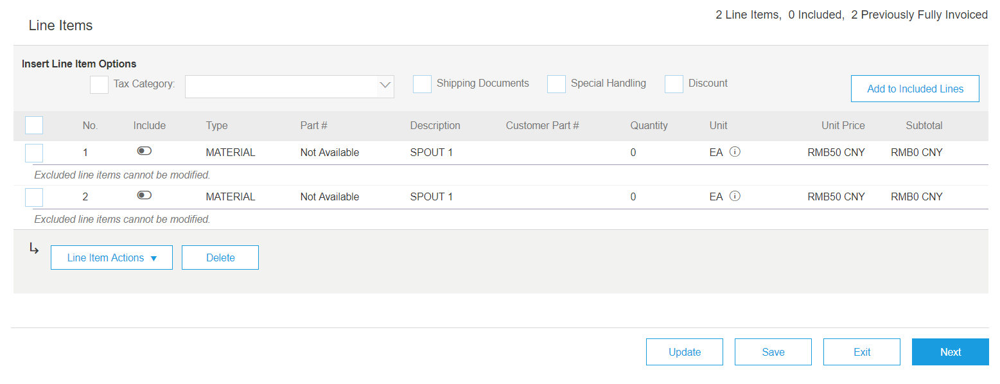 2 Line Items, 0 Included, 2 Previously Fully Invoiced
Line Items
Insert Line Item Options
Tax Category: Shipping Documents Special Handling Discount Add to Included Lines
No. Include Type Part # Description Customer Part # Quantity Unit Unit Price Subtotal
1 MATERIAL Not Available SPOUT 1 0 EA RMB50 CNY RMB0 CNY
Excluded line items cannot be modified.
2 MATERIAL Not Available SPOUT 1 0 EA RMB50 CNY RMB0 CNY
Excluded line items cannot be modified.
Line Item Actions ▼ Delete
Update Save Exit Next